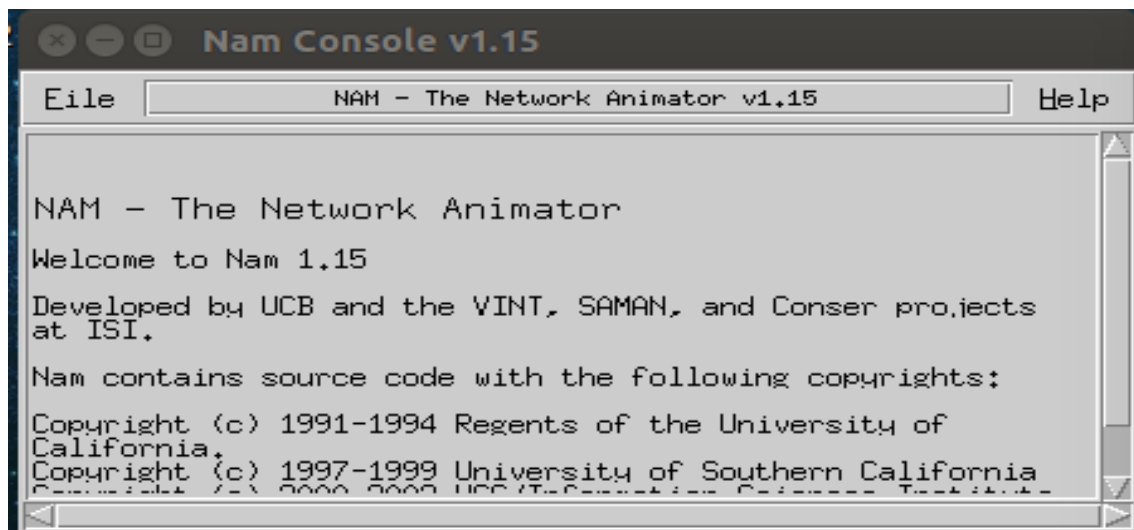 Nam Console v1.15
File
NAM - The Network Animator v1.15
Help
NAM - The Network Animator
Welcome to Nam 1.15
Developed by UCB and the VINT, SAMAN, and Conser projects
at ISI.
Nam contains source code with the following copyrights:
Copyright (c) 1991-1994 Regents of the University of
California.
Copyright (c) 1997-1999 University of Southern California